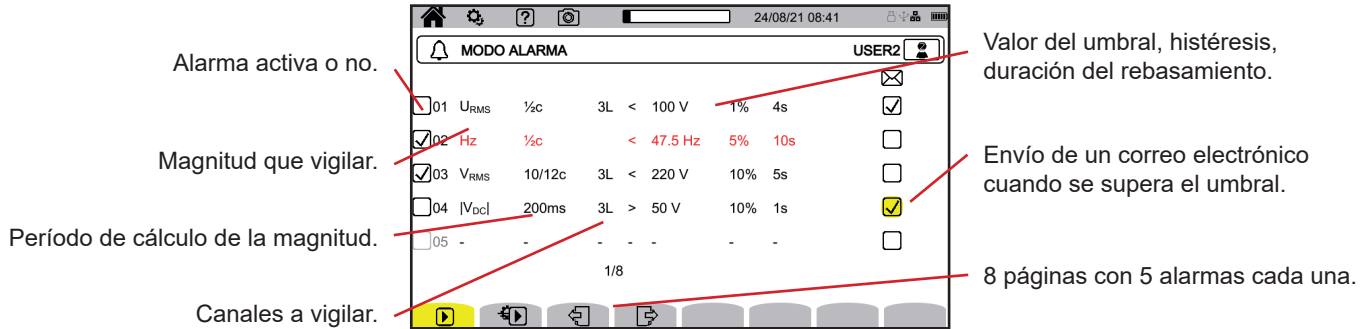 24/08/21 08:41
MODO ALARMA USER2
Alarma activa o no.
Valor del umbral, histéresis,
duración del rebasamiento.
01 URMS ½c 3L < 100 V 1% 4s
02 Hz ½c < 47.5 Hz 5% 10s
Magnitud que vigilar.
Envío de un correo electrónico
cuando se supera el umbral.
03 VRMS 10/12c 3L < 220 V 10% 5s
04 |VDC| 200ms 3L > 50 V 10% 1s
Período de cálculo de la magnitud.
05 - - - - - - -
1/8
8 páginas con 5 alarmas cada una.
Canales a vigilar.